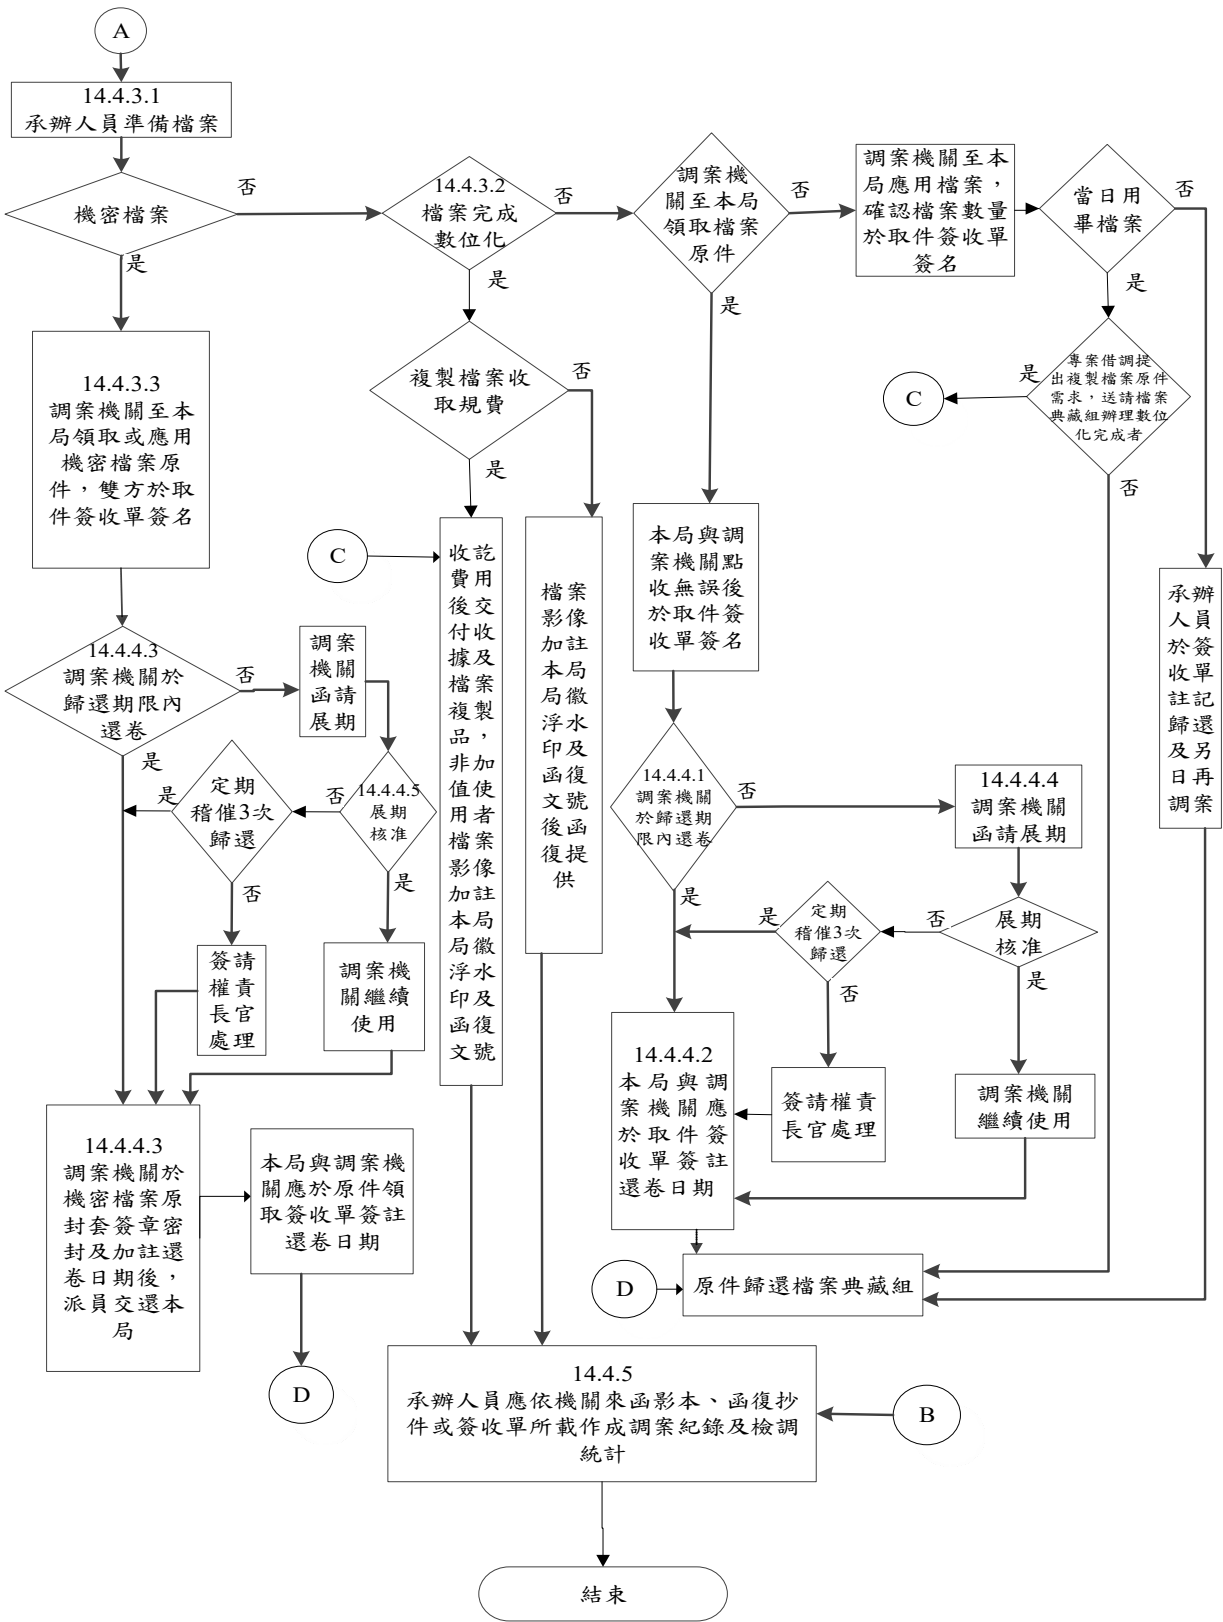 A
14.4.3.1
承辦人員準備檔案
機密檔案
否
是
14.4.3.2
檔案完成
數位化
否
是
調案機
關至本局
領取檔案
原件
否
是
調案機關至本
局應用檔案，
確認檔案數量
於取件簽收單
簽名
當日用
畢檔案
否
是
14.4.3.3
調案機關至本
局領取或應用
機密檔案原
件，雙方於取
件簽收單簽名
複製檔案收
取規費
否
是
專案借調提
出複製檔案原件
需求，送請檔案
典藏組辦理數位
化完成者
是
否
C
C
收訖
費用
後交
付收
據及
檔案
複製
品，
非加
值使
用者
檔案
影像
加註
本局
局徽
浮水
印及
函復
文號
檔案
影像
加註
本局
局徽
浮水
印及
函復
文號
後函
復提
供
本局與調
案機關點
收無誤後
於取件簽
收單簽名
承辦
人員
於簽
收單
註記
歸還
及另
日再
調案
14.4.4.3
調案機關於
歸還期限內
還卷
否
是
調案
機關
函請
展期
14.4.4.5
展期
核准
否
是
定期
稽催3次
歸還
是
否
簽請
權責
長官
處理
調案機
關繼續
使用
14.4.4.1
調案機關
於歸還期
限內還卷
否
是
14.4.4.4
調案機關
函請展期
展期
核准
否
是
定期
稽催3次
歸還
是
否
14.4.4.2
本局與調
案機關應
於取件簽
收單簽註
還卷日期
簽請權責
長官處理
調案機關
繼續使用
14.4.4.3
調案機關於
機密檔案原
封套簽章密
封及加註還
卷日期後，
派員交還本
局
本局與調案機
關應於原件領
取簽收單簽註
還卷日期
D
D
原件歸還檔案典藏組
14.4.5
承辦人員應依機關來函影本、函復抄
件或簽收單所載作成調案紀錄及檢調
統計
B
結束